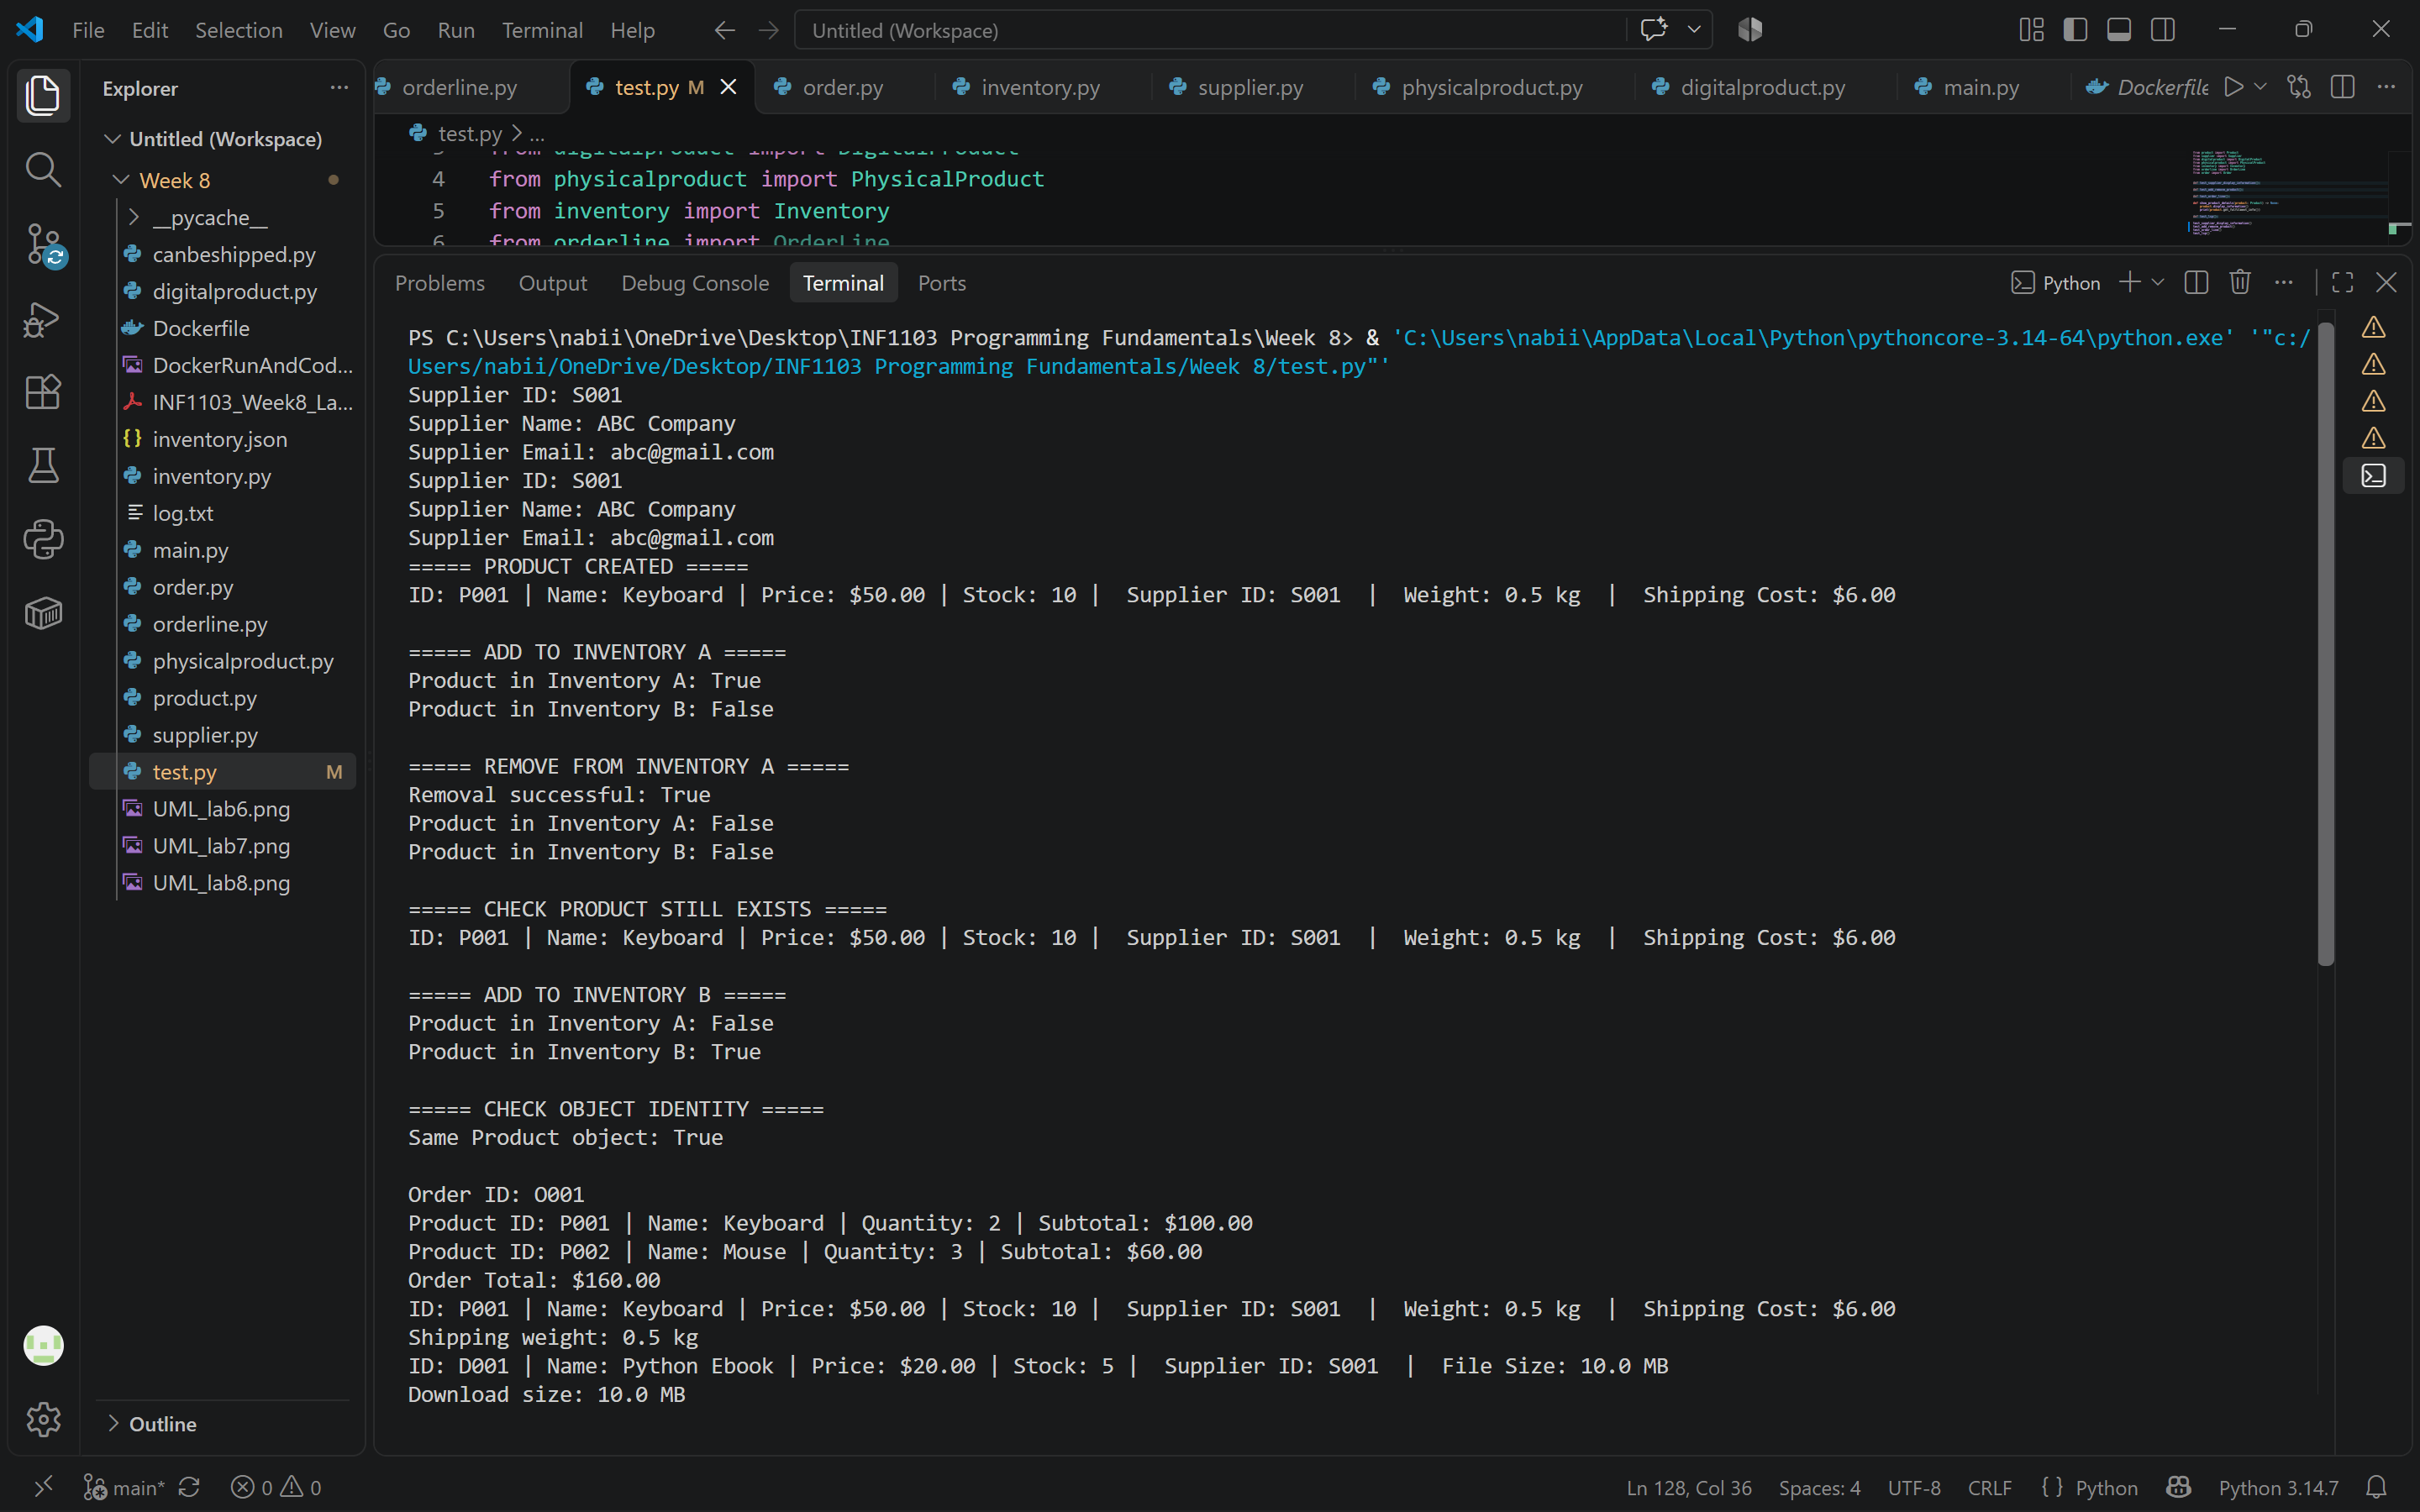 File Edit Selection View Go Run Terminal Help Untitled (Workspace)
Explorer
Untitled (Workspace)
Week 8
__pycache__
canbeshipped.py
digitalproduct.py
Dockerfile
DockerRunAndCod...
INF1103_Week8_La...
inventory.json
inventory.py
log.txt
main.py
order.py
orderline.py
physicalproduct.py
product.py
supplier.py
test.py M
UML_lab6.png
UML_lab7.png
UML_lab8.png
Outline
orderline.py test.py M order.py inventory.py supplier.py physicalproduct.py digitalproduct.py main.py Dockerfile
test.py > ...
3 from digitalproduct import DigitalProduct
4 from physicalproduct import PhysicalProduct
5 from inventory import Inventory
6 from orderline import OrderLine
Problems Output Debug Console Terminal Ports Python
PS C:\Users\nabii\OneDrive\Desktop\INF1103 Programming Fundamentals\Week 8> & 'C:\Users\nabii\AppData\Local\Python\pythoncore-3.14-64\python.exe' '"c:/
Users/nabii/OneDrive/Desktop/INF1103 Programming Fundamentals/Week 8/test.py"'
Supplier ID: S001
Supplier Name: ABC Company
Supplier Email: abc@gmail.com
Supplier ID: S001
Supplier Name: ABC Company
Supplier Email: abc@gmail.com
===== PRODUCT CREATED =====
ID: P001 | Name: Keyboard | Price: $50.00 | Stock: 10 |  Supplier ID: S001  |  Weight: 0.5 kg  |  Shipping Cost: $6.00
===== ADD TO INVENTORY A =====
Product in Inventory A: True
Product in Inventory B: False
===== REMOVE FROM INVENTORY A =====
Removal successful: True
Product in Inventory A: False
Product in Inventory B: False
===== CHECK PRODUCT STILL EXISTS =====
ID: P001 | Name: Keyboard | Price: $50.00 | Stock: 10 |  Supplier ID: S001  |  Weight: 0.5 kg  |  Shipping Cost: $6.00
===== ADD TO INVENTORY B =====
Product in Inventory A: False
Product in Inventory B: True
===== CHECK OBJECT IDENTITY =====
Same Product object: True
Order ID: O001
Product ID: P001 | Name: Keyboard | Quantity: 2 | Subtotal: $100.00
Product ID: P002 | Name: Mouse | Quantity: 3 | Subtotal: $60.00
Order Total: $160.00
ID: P001 | Name: Keyboard | Price: $50.00 | Stock: 10 |  Supplier ID: S001  |  Weight: 0.5 kg  |  Shipping Cost: $6.00
Shipping weight: 0.5 kg
ID: D001 | Name: Python Ebook | Price: $20.00 | Stock: 5 |  Supplier ID: S001  |  File Size: 10.0 MB
Download size: 10.0 MB
main* 0 0 Ln 128, Col 36 Spaces: 4 UTF-8 CRLF {} Python Python 3.14.7